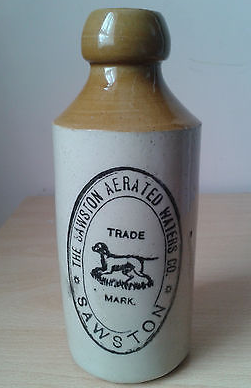 THE SAWSTON AERATED WATERS CO
TRADE
MARK.
SAWSTON